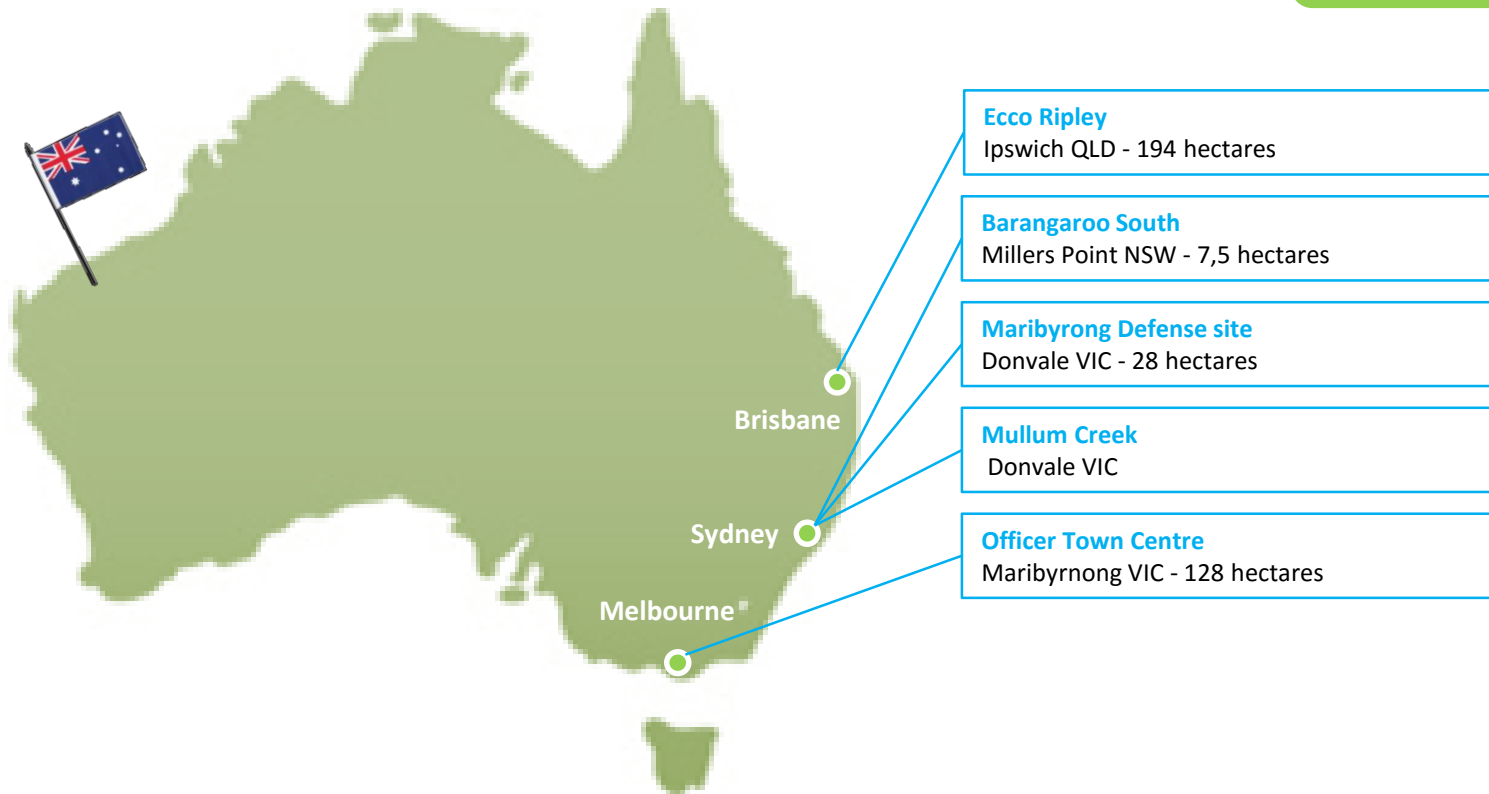 Ecco Ripley
Ipswich QLD - 194 hectares
Barangaroo South
Millers Point NSW - 7,5 hectares
Maribyrong Defense site
Donvale VIC - 28 hectares
Mullum Creek
Donvale VIC
Officer Town Centre
Maribyrnong VIC - 128 hectares
Brisbane
Sydney
Melbourne